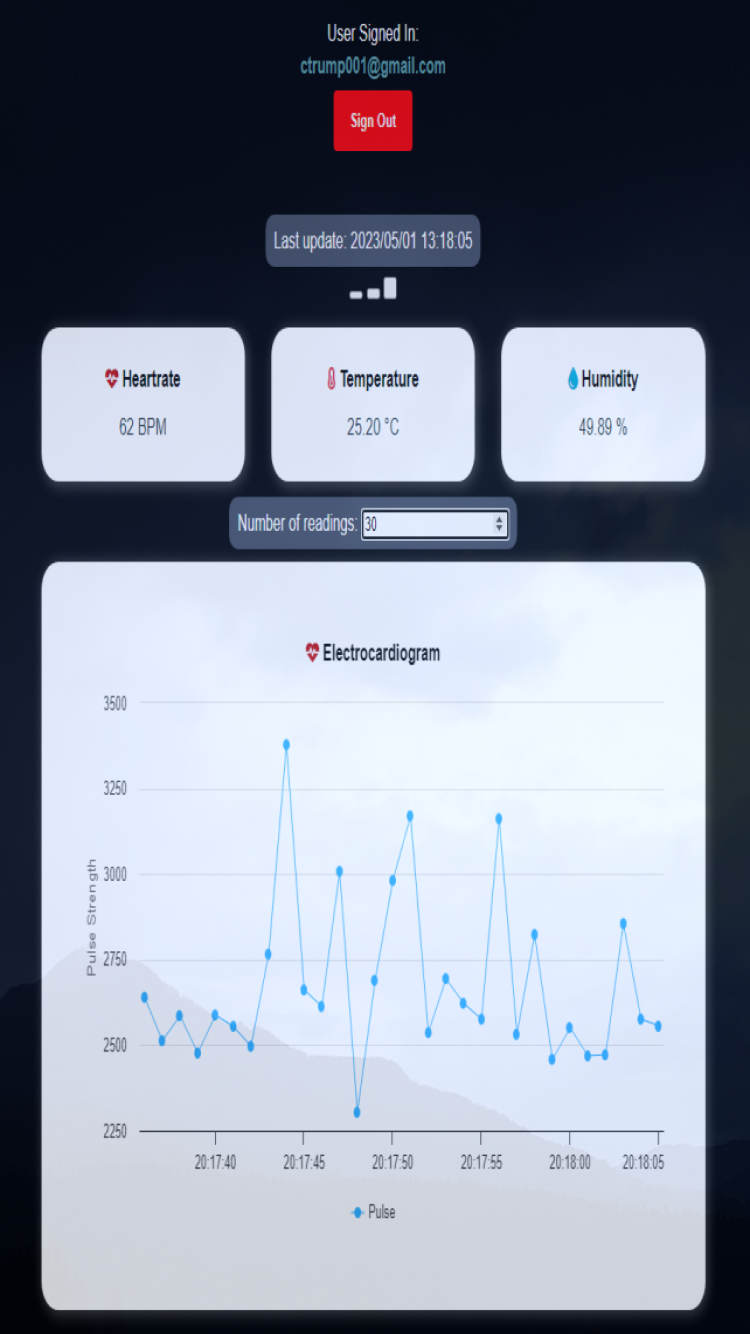 User Signed In:
ctrump001@gmail.com
Sign Out
Last update: 2023/05/01 13:18:05
Heartrate
62 BPM
Temperature
25.20 °C
Humidity
49.89 %
Number of readings: 30
Electrocardiogram
Pulse Strength
3500
3250
3000
2750
2500
2250
20:17:40 20:17:45 20:17:50 20:17:55 20:18:00 20:18:05
Pulse